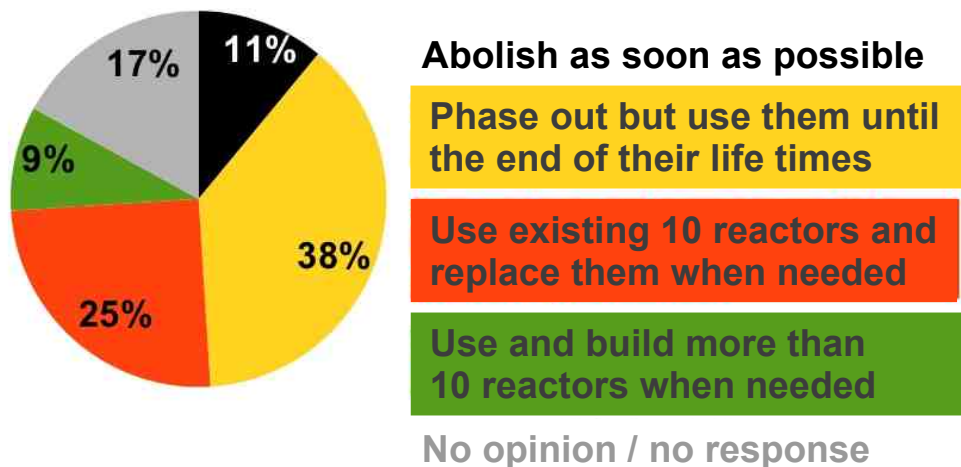 17%
11%
9%
38%
25%
Abolish as soon as possible
Phase out but use them until
the end of their life times
Use existing 10 reactors and
replace them when needed
Use and build more than
10 reactors when needed
No opinion / no response